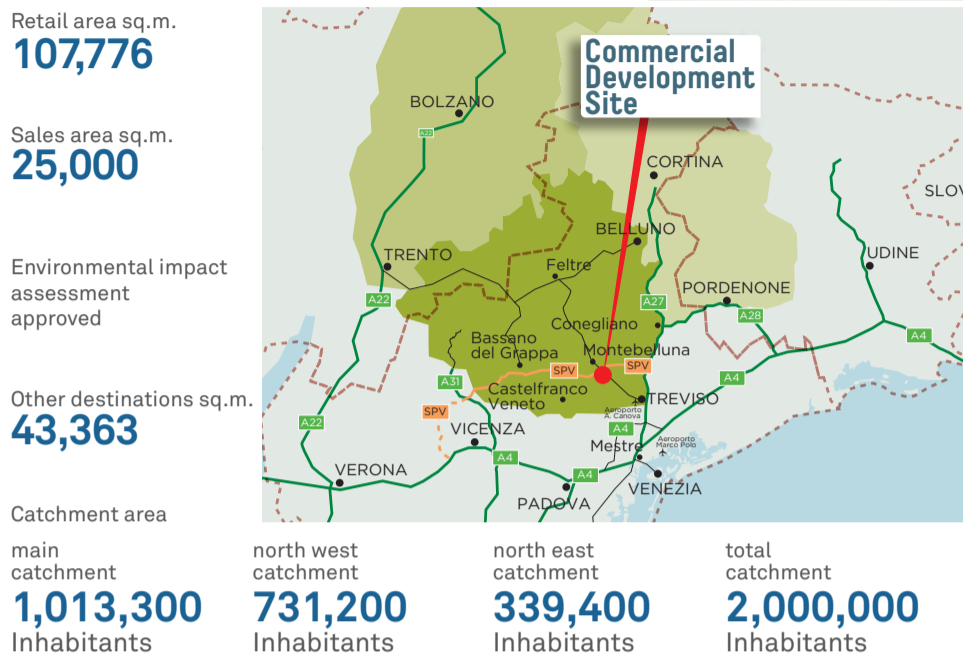 Retail area sq.m.
107,776
Sales area sq.m.
25,000
Environmental impact
assessment
approved
Other destinations sq.m.
43,363
Catchment area
main
catchment
1,013,300
Inhabitants
north west
catchment
731,200
Inhabitants
north east
catchment
339,400
Inhabitants
total
catchment
2,000,000
Inhabitants
Commercial
Development
Site
BOLZANO
A22
CORTINA
SLOV
BELLUNO
TRENTO
Feltre
UDINE
PORDENONE
A22
A27
A28
Conegliano
A4
Bassano
del Grappa
Montebelluna
SPV
SPV
A31
A4
Castelfranco
Veneto
TREVISO
SPV
Aeroporto
A. Canova
A22
A4
VICENZA
Mestre
Aeroporto
Marco Polo
A4
VERONA
A4
PADOVA
VENEZIA